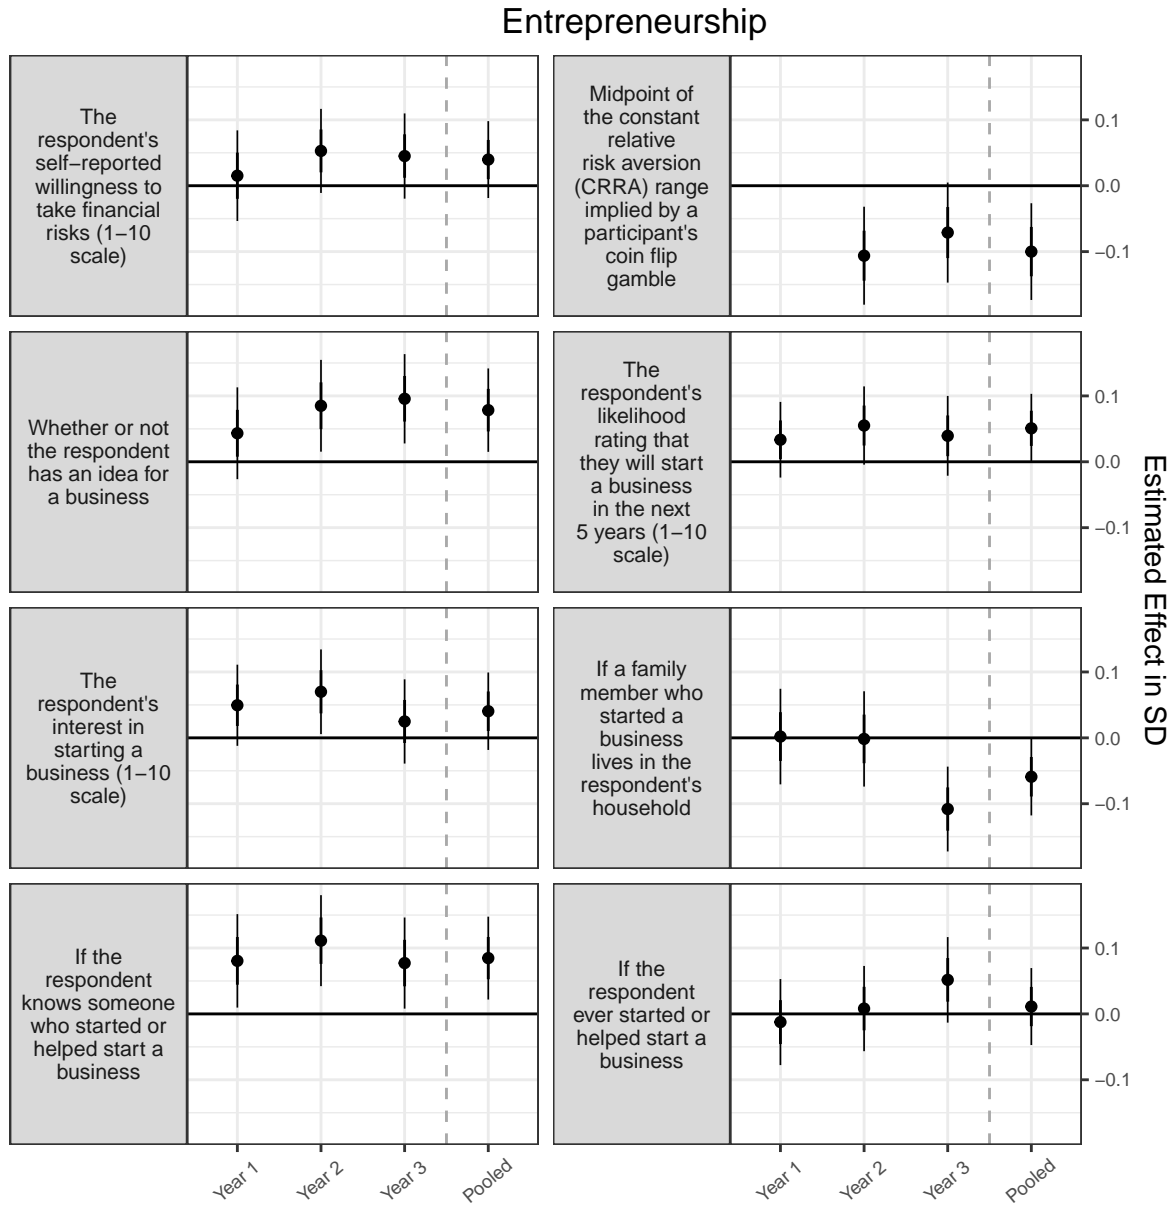 Entrepreneurship
The
respondent's
self−reported
willingness to
take financial
risks (1−10
scale)
Midpoint of
the constant
relative
risk aversion
(CRRA) range
implied by a
participant's
coin flip
gamble
0.1
0.0
−0.1
Whether or not
the respondent
has an idea for
a business
The
respondent's
likelihood
rating that
they will start
a business
in the next
5 years (1−10
scale)
0.1
0.0
−0.1
The
respondent's
interest in
starting a
business (1−10
scale)
If a family
member who
started a
business
lives in the
respondent's
household
0.1
0.0
−0.1
If the
respondent
knows someone
who started or
helped start a
business
If the
respondent
ever started or
helped start a
business
0.1
0.0
−0.1
Estimated Effect in SD
Year 1
Year 2
Year 3
Pooled
Year 1
Year 2
Year 3
Pooled